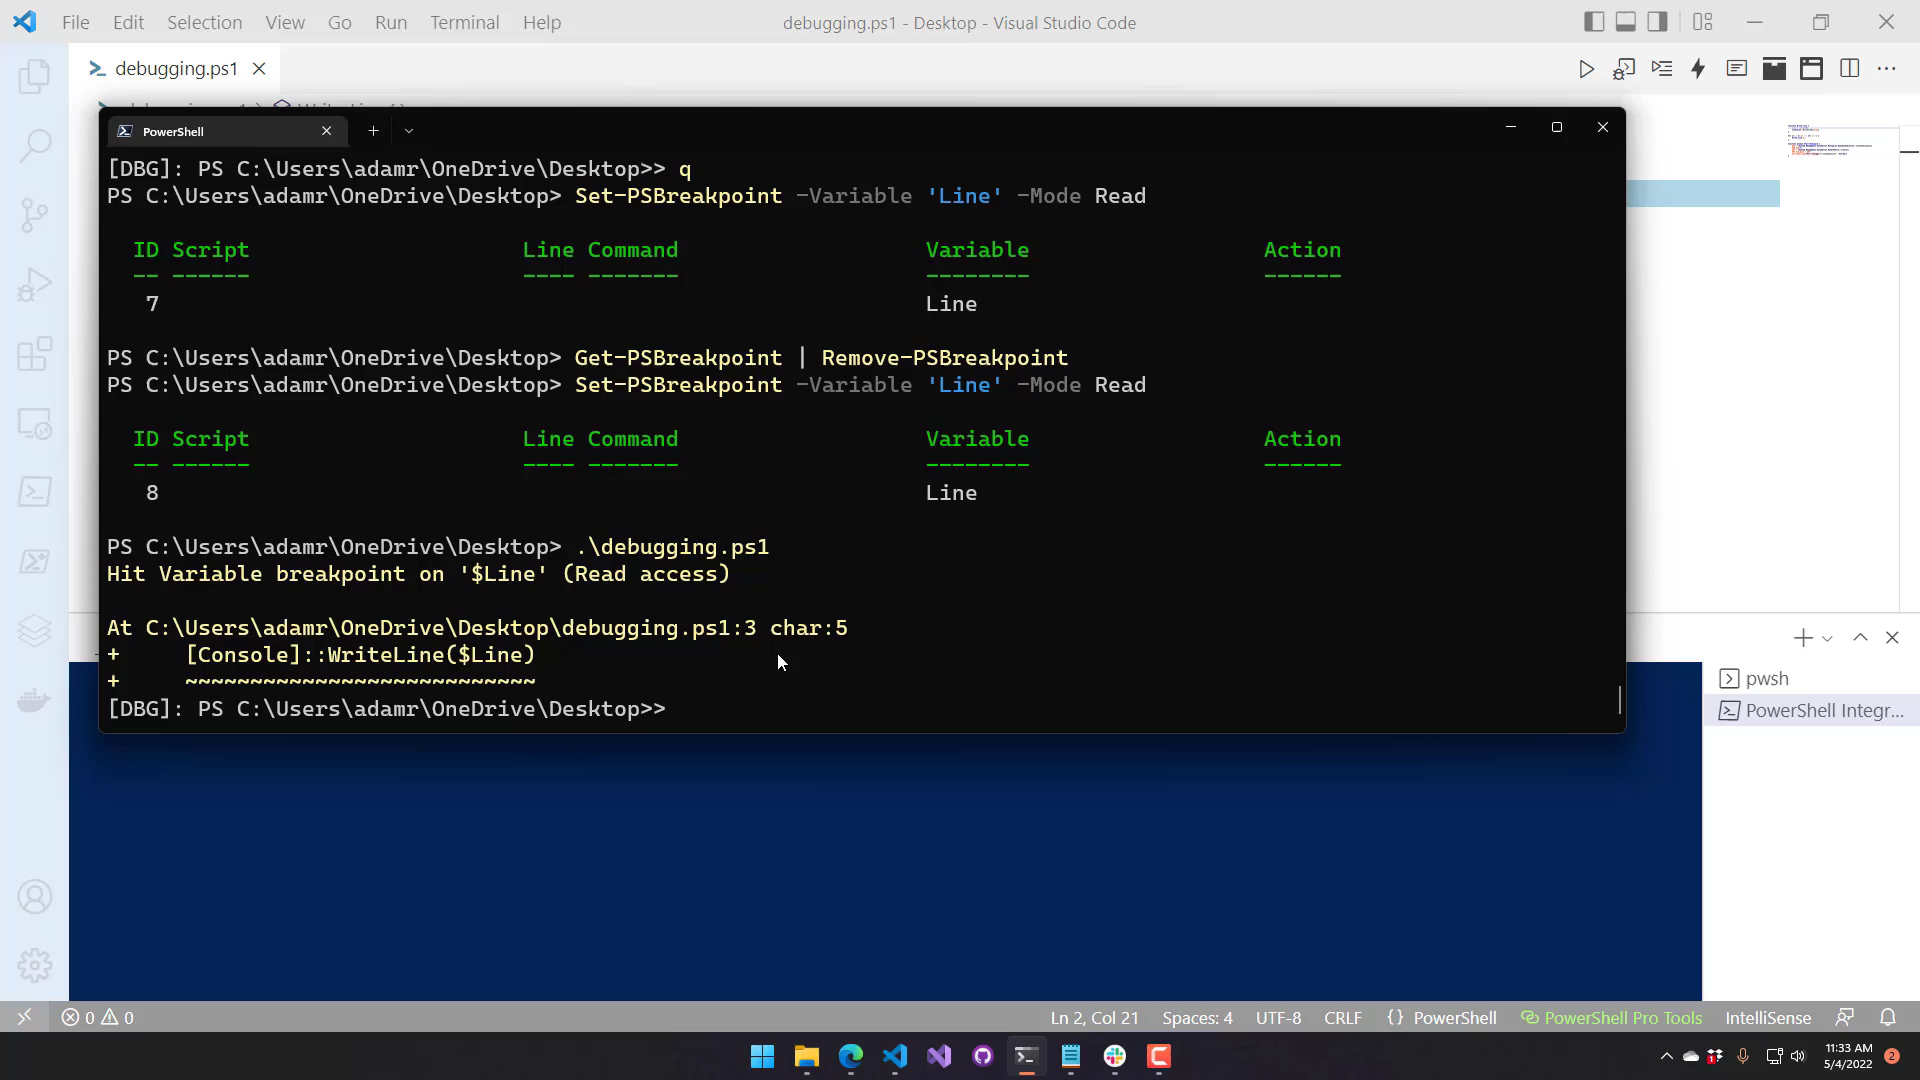 File Edit Selection View Go Run Terminal Help
debugging.ps1 - Desktop - Visual Studio Code
debugging.ps1
PowerShell
[DBG]: PS C:\Users\adamr\OneDrive\Desktop>> q
PS C:\Users\adamr\OneDrive\Desktop> Set-PSBreakpoint -Variable 'Line' -Mode Read
ID Script Line Command Variable Action
-- ------ ---- ------- -------- ------
7 Line
PS C:\Users\adamr\OneDrive\Desktop> Get-PSBreakpoint | Remove-PSBreakpoint
PS C:\Users\adamr\OneDrive\Desktop> Set-PSBreakpoint -Variable 'Line' -Mode Read
ID Script Line Command Variable Action
-- ------ ---- ------- -------- ------
8 Line
PS C:\Users\adamr\OneDrive\Desktop> .\debugging.ps1
Hit Variable breakpoint on '$Line' (Read access)
At C:\Users\adamr\OneDrive\Desktop\debugging.ps1:3 char:5
+ [Console]::WriteLine($Line)
+ ~~~~~~~~~~~~~~~~~~~~~~~~~~~
[DBG]: PS C:\Users\adamr\OneDrive\Desktop>>
pwsh
PowerShell Integr...
0 0
Ln 2, Col 21 Spaces: 4 UTF-8 CRLF {} PowerShell PowerShell Pro Tools IntelliSense
11:33 AM
5/4/2022
2